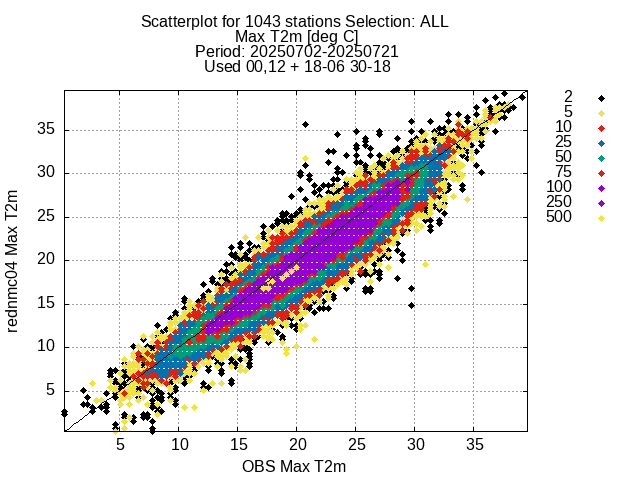 Scatterplot for 1043 stations Selection: ALL
Max T2m [deg C]
Period: 20250702-20250721
Used 00,12 + 18-06 30-18
2
5
10
25
50
75
100
250
500
35
30
25
20
15
10
5
rednmc04 Max T2m
5 10 15 20 25 30 35
OBS Max T2m